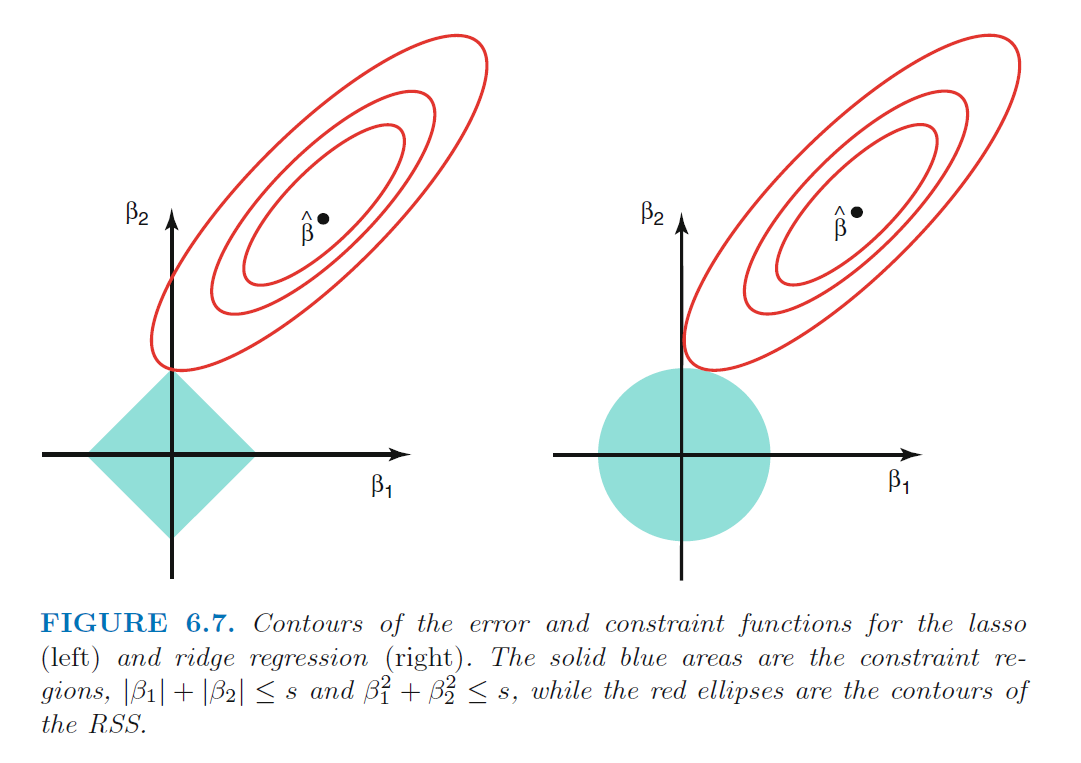 β2
β̂
β1
β2
β̂
β1
FIGURE 6.7. Contours of the error and constraint functions for the lasso
(left) and ridge regression (right). The solid blue areas are the constraint re-
gions, |β1| + |β2| ≤ s and β1² + β2² ≤ s, while the red ellipses are the contours of
the RSS.